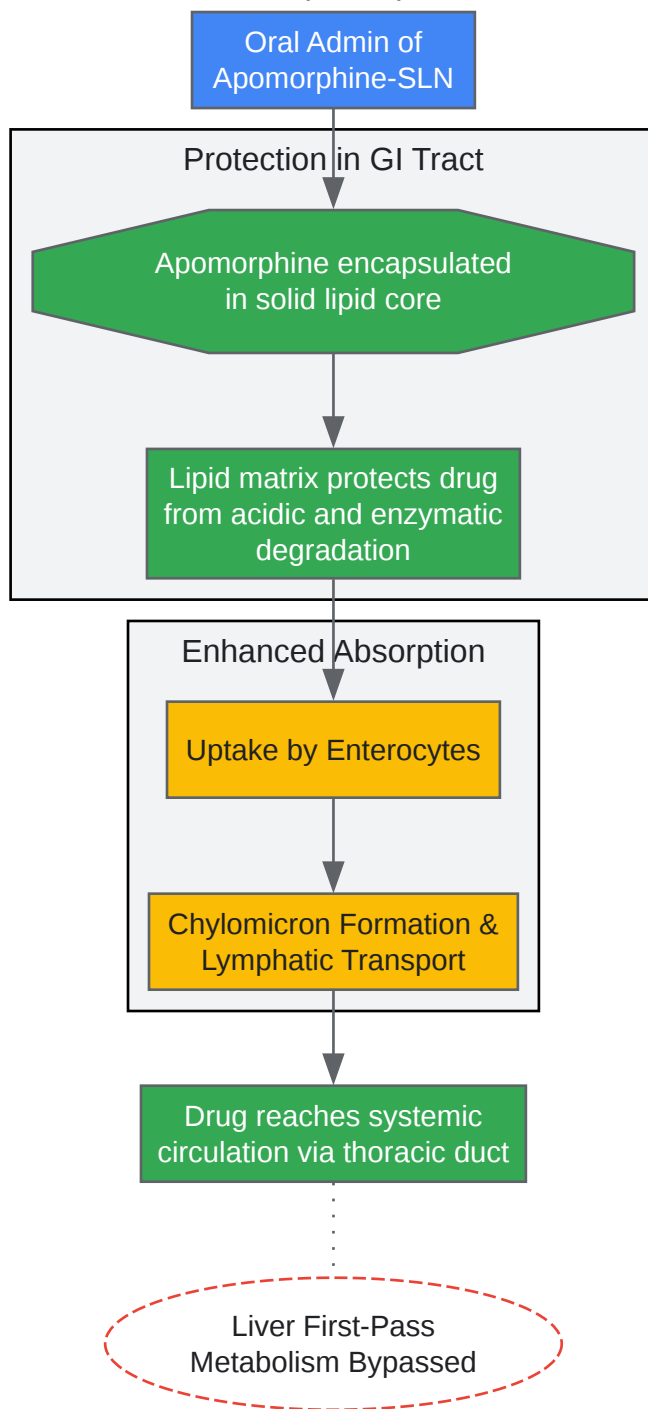 Oral Admin of
Apomorphine-SLN
Protection in GI Tract
Apomorphine encapsulated
in solid lipid core
Lipid matrix protects drug
from acidic and enzymatic
degradation
Enhanced Absorption
Uptake by Enterocytes
Chylomicron Formation &
Lymphatic Transport
Drug reaches systemic
circulation via thoracic duct
Liver First-Pass
Metabolism Bypassed